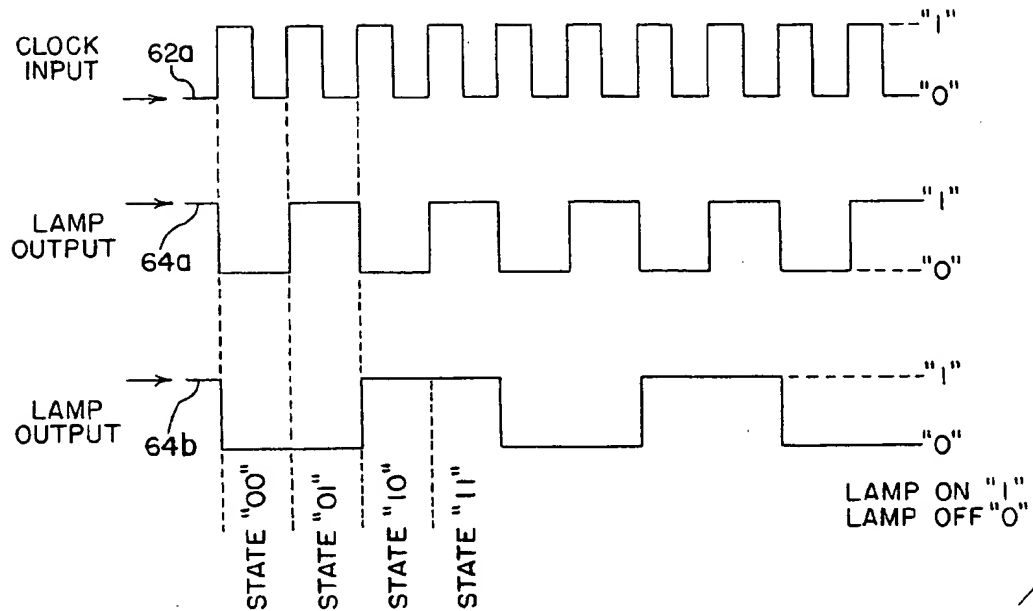 CLOCK
INPUT
62a
"1"
"0"
LAMP
OUTPUT
64a
"1"
"0"
LAMP
OUTPUT
64b
"1"
"0"
STATE "00"
STATE "01"
STATE "10"
STATE "11"
LAMP ON "1"
LAMP OFF "0"